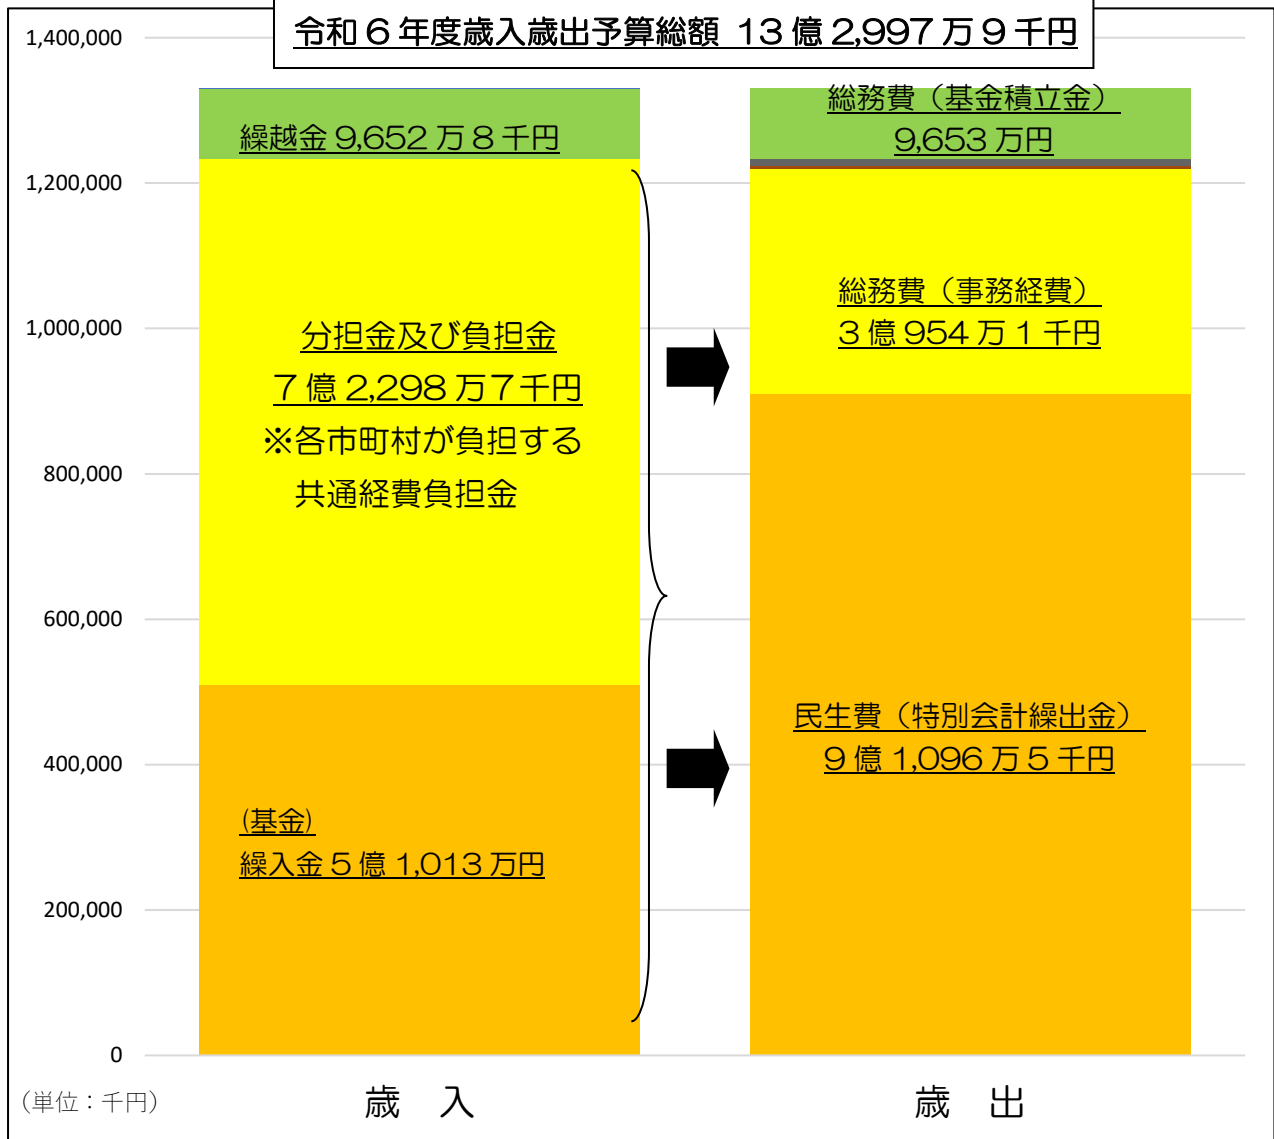 令和６年度歳入歳出予算総額 13億2,997万9千円
1,400,000
1,200,000
1,000,000
800,000
600,000
400,000
200,000
0
繰越金9,652万８千円
分担金及び負担金
７億2,298万７千円
※各市町村が負担する
共通経費負担金
(基金)
繰入金５億1,013万円
総務費（基金積立金）
9,653万円
総務費（事務経費）
３億954万１千円
民生費（特別会計繰出金）
９億1,096万５千円
（単位：千円）
歳　入
歳　出